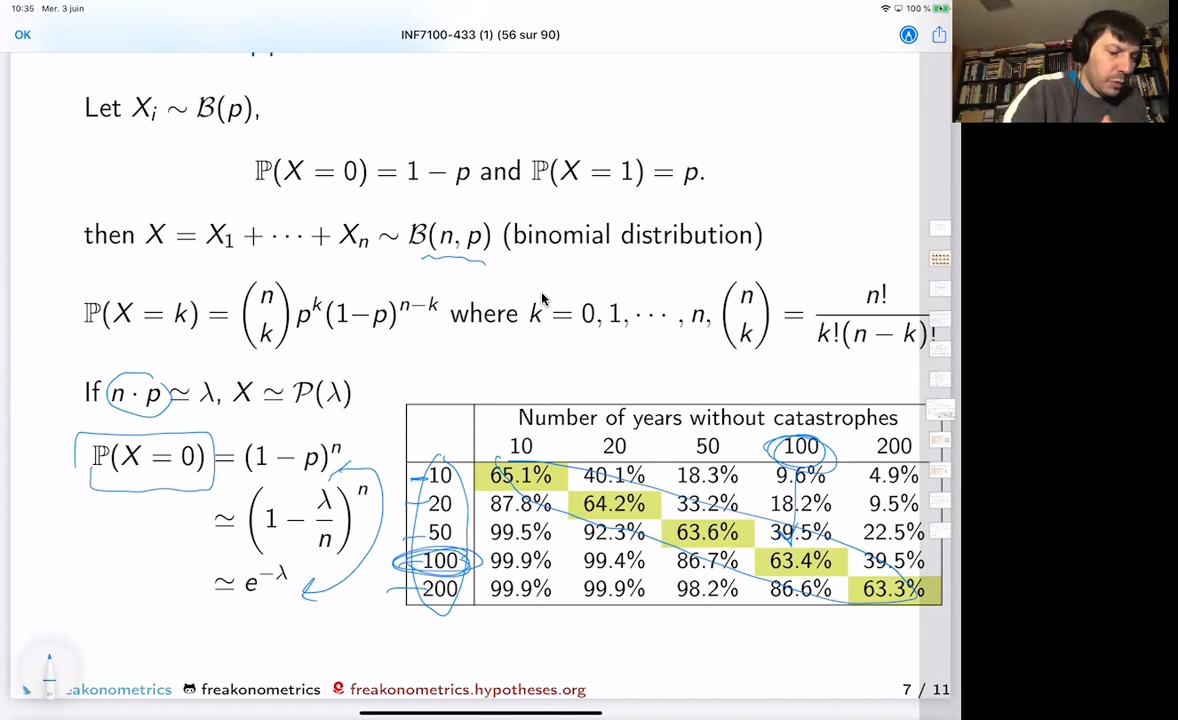 10:35 Mer. 3 juin
100 %
OK
INF7100-433 (1) (56 sur 90)
Let Xᵢ ∼ ℬ(p),
ℙ(X = 0) = 1 − p and ℙ(X = 1) = p.
then X = X₁ + ⋯ + Xₙ ∼ ℬ(n, p) (binomial distribution)
ℙ(X = k) = (n k) pᵏ(1−p)ⁿ⁻ᵏ where k = 0, 1, ⋯ , n, (n k) = n! / k!(n − k)!
If n · p ≃ λ, X ≃ 𝒫(λ)
ℙ(X = 0) = (1 − p)ⁿ
≃ (1 − λ/n)ⁿ
≃ e^−λ
Number of years without catastrophes
10 20 50 100 200
10 65.1% 40.1% 18.3% 9.6% 4.9%
20 87.8% 64.2% 33.2% 18.2% 9.5%
50 99.5% 92.3% 63.6% 39.5% 22.5%
100 99.9% 99.4% 86.7% 63.4% 39.5%
200 99.9% 99.9% 98.2% 86.6% 63.3%
akonometrics freakonometrics freakonometrics.hypotheses.org
7 / 11